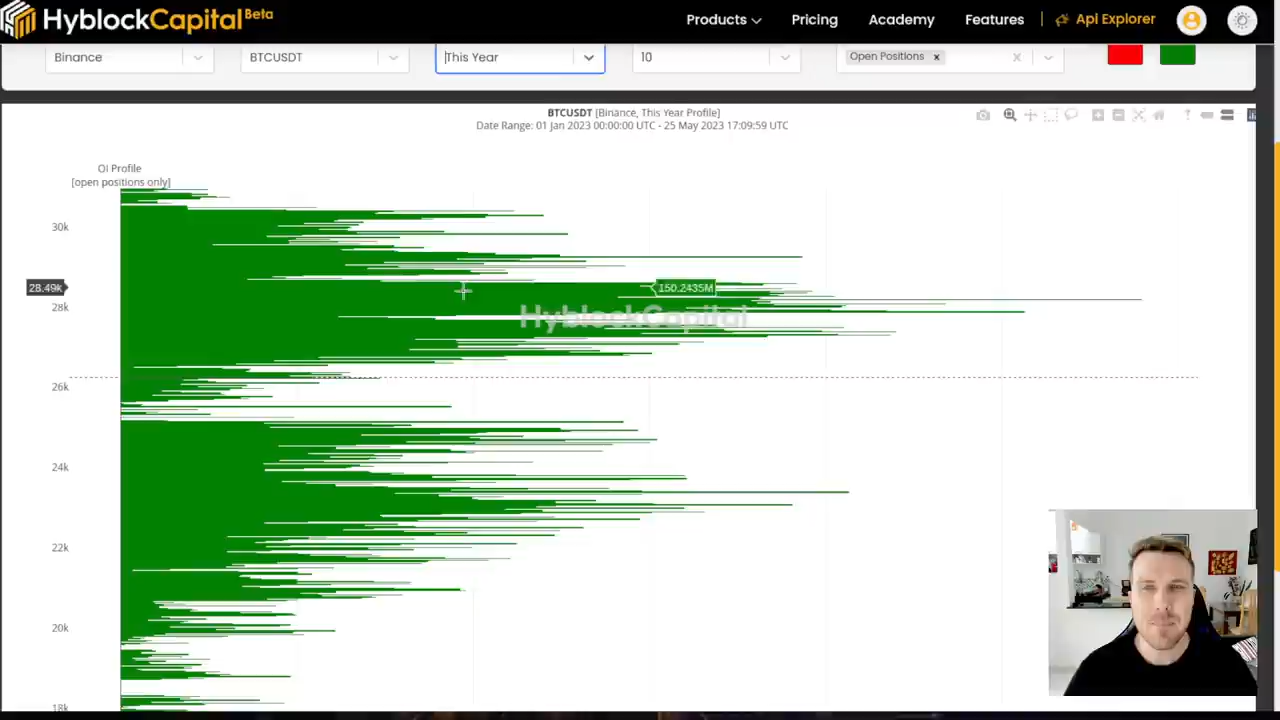 HyblockCapital Beta
Products
Pricing
Academy
Features
Api Explorer
Binance
BTCUSDT
This Year
10
Open Positions ×
BTCUSDT [Binance, This Year Profile]
Date Range: 01 Jan 2023 00:00:00 UTC - 25 May 2023 17:09:59 UTC
OI Profile
[open positions only]
30k
28.49k
150.2435M
28k
HyblockCapital
26k
24k
22k
20k
18k